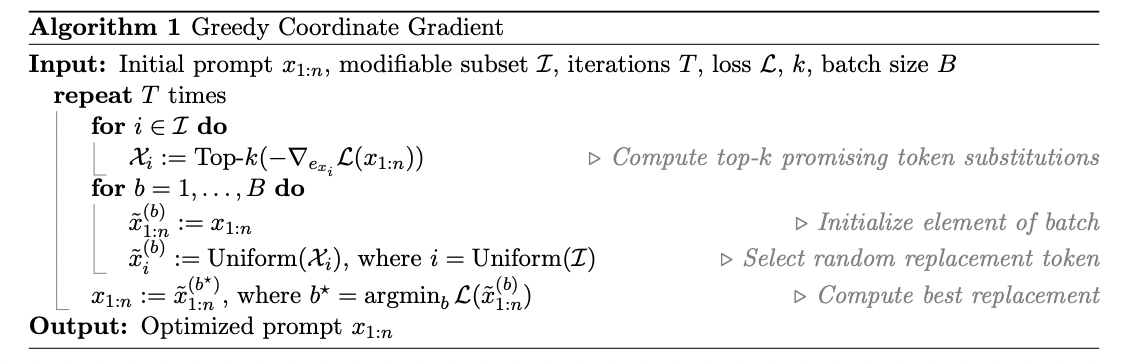 Algorithm 1 Greedy Coordinate Gradient
Input: Initial prompt $x_{1:n}$, modifiable subset $\mathcal{I}$, iterations $T$, loss $\mathcal{L}$, $k$, batch size $B$
repeat $T$ times
for $i \in \mathcal{I}$ do
$\mathcal{X}_i := \text{Top-}k(-\nabla_{e_{x_i}} \mathcal{L}(x_{1:n}))$ ▷ Compute top-k promising token substitutions
for $b = 1, \ldots, B$ do
$\tilde{x}_{1:n}^{(b)} := x_{1:n}$ ▷ Initialize element of batch
$\tilde{x}_i^{(b)} := \text{Uniform}(\mathcal{X}_i)$, where $i = \text{Uniform}(\mathcal{I})$ ▷ Select random replacement token
$x_{1:n} := \tilde{x}_{1:n}^{(b^\star)}$, where $b^\star = \text{argmin}_b \mathcal{L}(\tilde{x}_{1:n}^{(b)})$ ▷ Compute best replacement
Output: Optimized prompt $x_{1:n}$